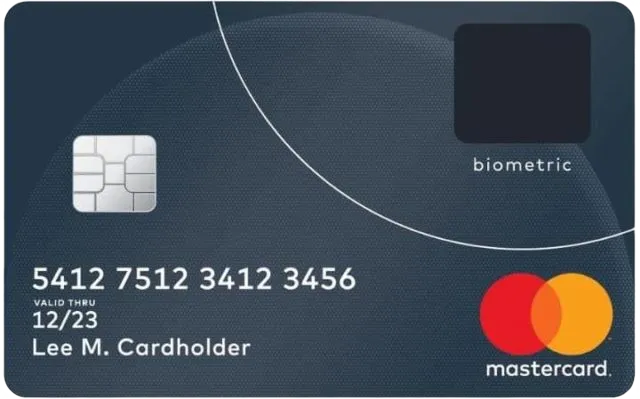 biometric
5412 7512 3412 3456
VALID THRU
12/23
Lee M. Cardholder
mastercard.